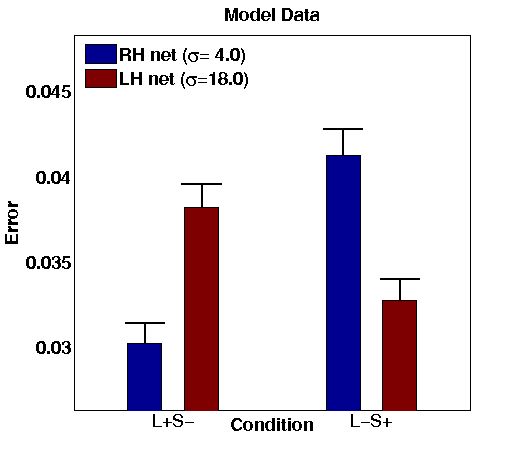 Model Data
RH net (σ= 4.0)
LH net (σ=18.0)
0.045
0.04
0.035
0.03
Error
L+S−
L−S+
Condition